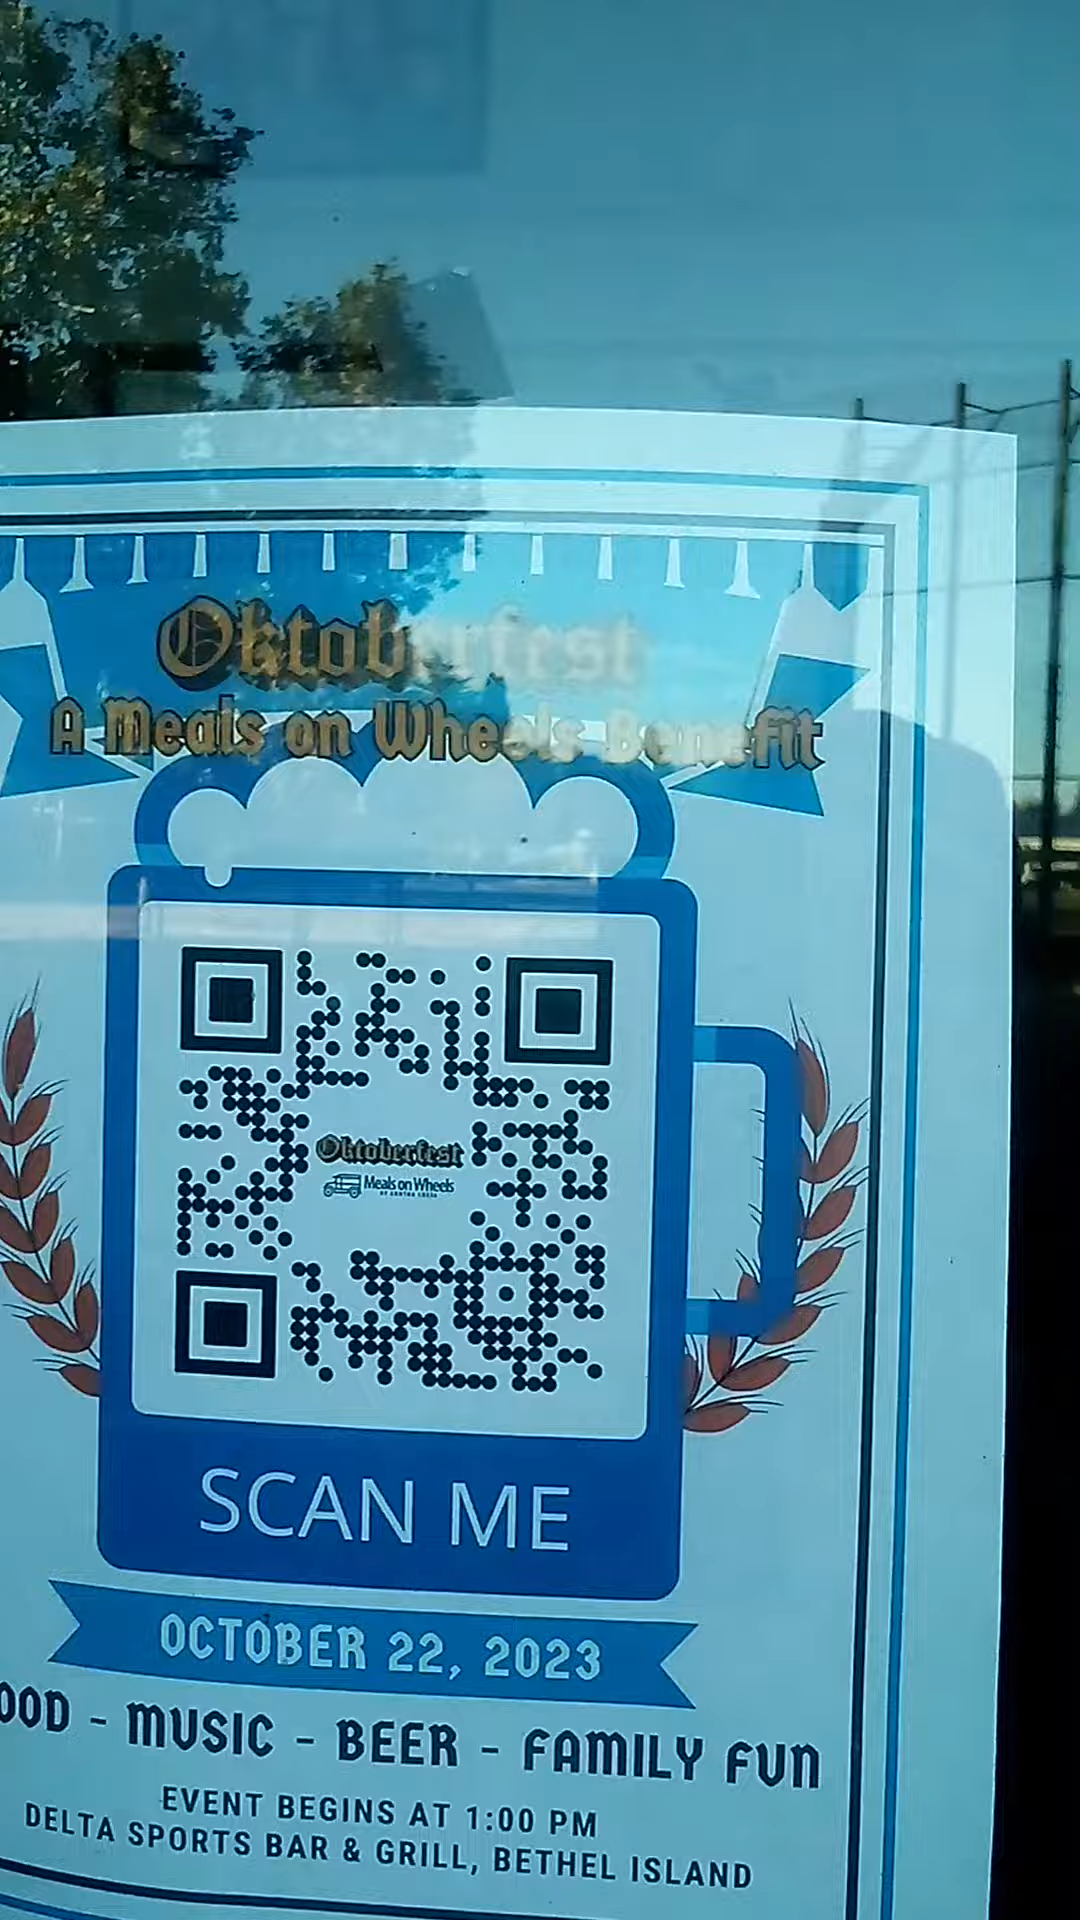 Oktoberfest
A Meals on Wheels Benefit
Oktoberfest
Meals on Wheels
SCAN ME
OCTOBER 22, 2023
OOD - MUSIC - BEER - FAMILY FUN
EVENT BEGINS AT 1:00 PM
DELTA SPORTS BAR & GRILL, BETHEL ISLAND